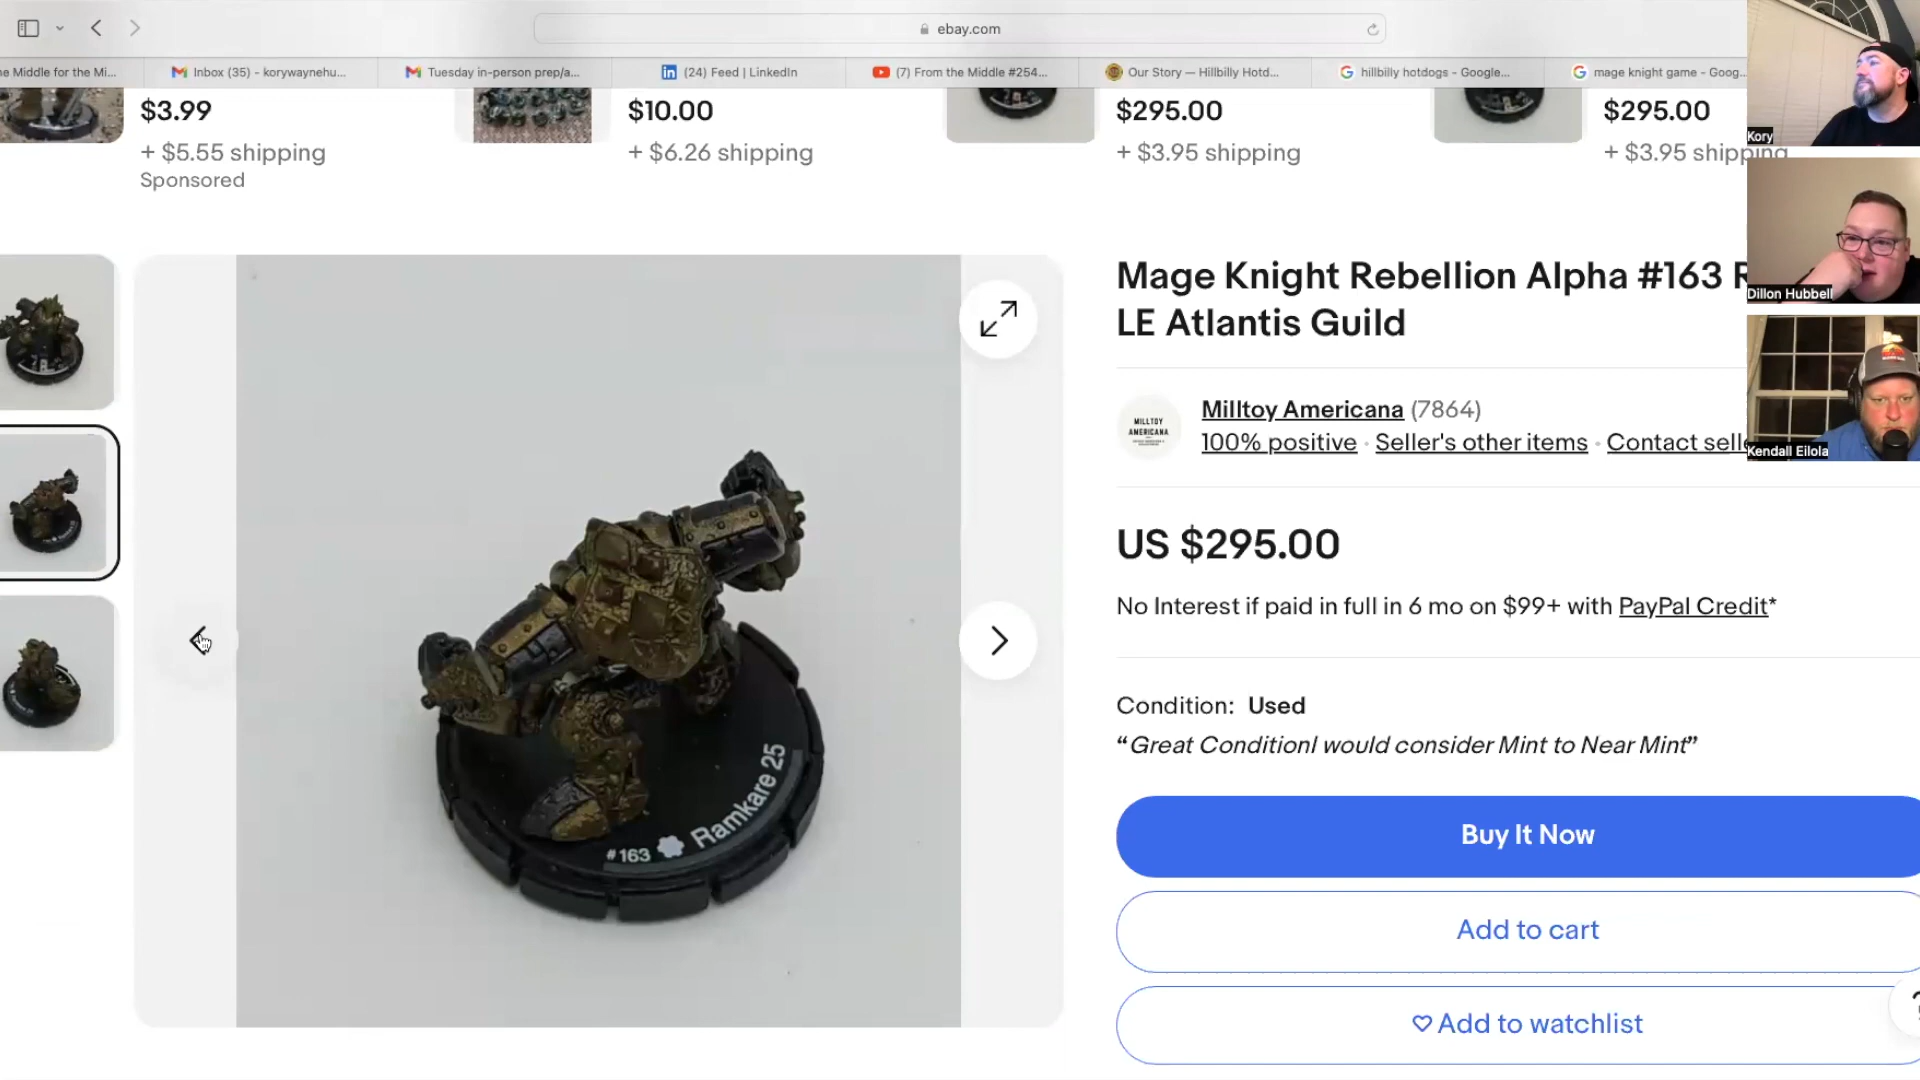 ebay.com
e Middle for the Mi...
Inbox (35) - korywaynehu...
Tuesday in-person prep/a...
(24) Feed | LinkedIn
(7) From the Middle #254...
Our Story — Hillbilly Hotd...
hillbilly hotdogs - Google...
mage knight game - Goog...
$3.99
+ $5.55 shipping
Sponsored
$10.00
+ $6.26 shipping
$295.00
+ $3.95 shipping
$295.00
+ $3.95 shipping
Kory
Dillon Hubbell
Kendall Eilola
Mage Knight Rebellion Alpha #163 R
LE Atlantis Guild
MILLTOY
AMERICANA
Milltoy Americana (7864)
100% positive · Seller's other items · Contact selle
US $295.00
No Interest if paid in full in 6 mo on $99+ with PayPal Credit*
Condition: Used
“Great ConditionI would consider Mint to Near Mint”
Buy It Now
Add to cart
Add to watchlist
#163 Ramkare 25